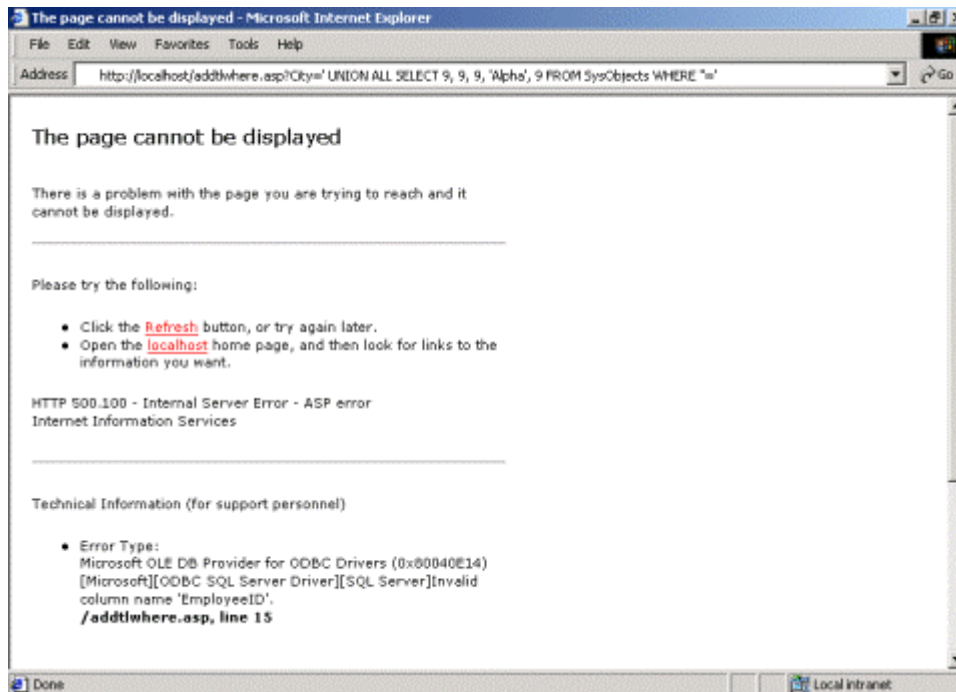 The page cannot be displayed - Microsoft Internet Explorer
File Edit View Favorites Tools Help
Address http://localhost/addtlwhere.asp?City=' UNION ALL SELECT 9, 9, 9, 'Alpha', 9 FROM SysObjects WHERE ''=' Go
The page cannot be displayed
There is a problem with the page you are trying to reach and it
cannot be displayed.
Please try the following:
• Click the Refresh button, or try again later.
• Open the localhost home page, and then look for links to the
information you want.
HTTP 500.100 - Internal Server Error - ASP error
Internet Information Services
Technical Information (for support personnel)
• Error Type:
Microsoft OLE DB Provider for ODBC Drivers (0x80040E14)
[Microsoft][ODBC SQL Server Driver][SQL Server]Invalid
column name 'EmployeeID'.
/addtlwhere.asp, line 15
Done Local intranet